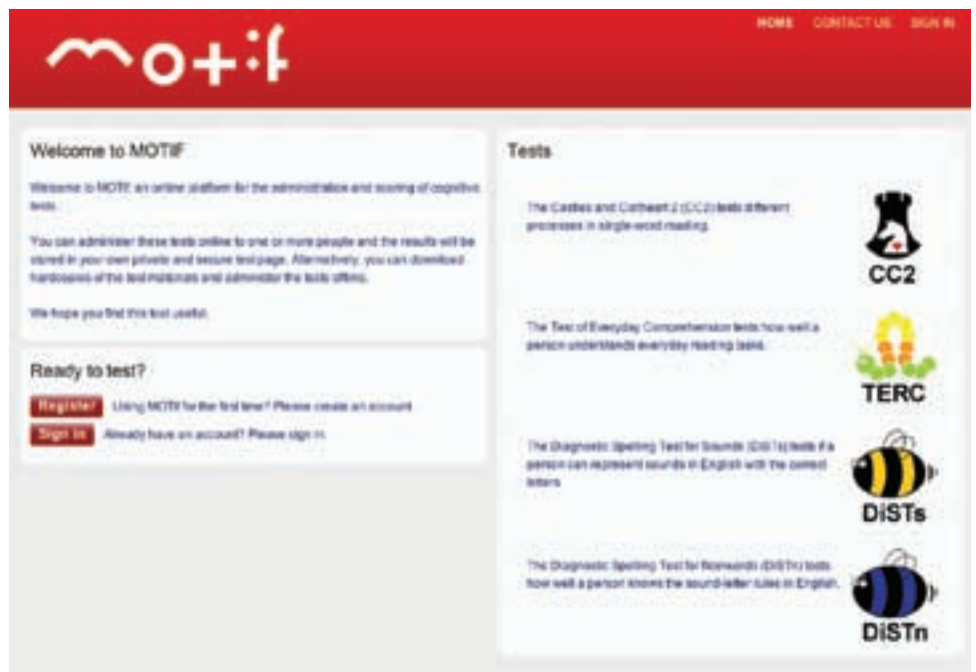 motif
HOME CONTACT US SIGN IN
Welcome to MOTIF
Welcome to MOTIF, an online platform for the administration and scoring of cognitive
tests.
You can administer these tests online to one or more people and the results will be
stored in your own private and secure test page. Alternatively, you can download
hardcopies of the test materials and administer the tests offline.
We hope you find this tool useful.
Ready to test?
Register Using MOTIF for the first time? Please create an account
Sign in Already have an account? Please sign in.
Tests
The Castles and Coltheart 2 (CC2) tests different
processes in single-word reading.
CC2
The Test of Everyday Comprehension tests how well a
person understands everyday reading tasks.
TERC
The Diagnostic Spelling Test for Sounds (DiSTs) tests if a
person can represent sounds in English with the correct
letters
DiSTs
The Diagnostic Spelling Test for Nonwords (DiSTn) tests
how well a person knows the sound-letter rules in English.
DiSTn